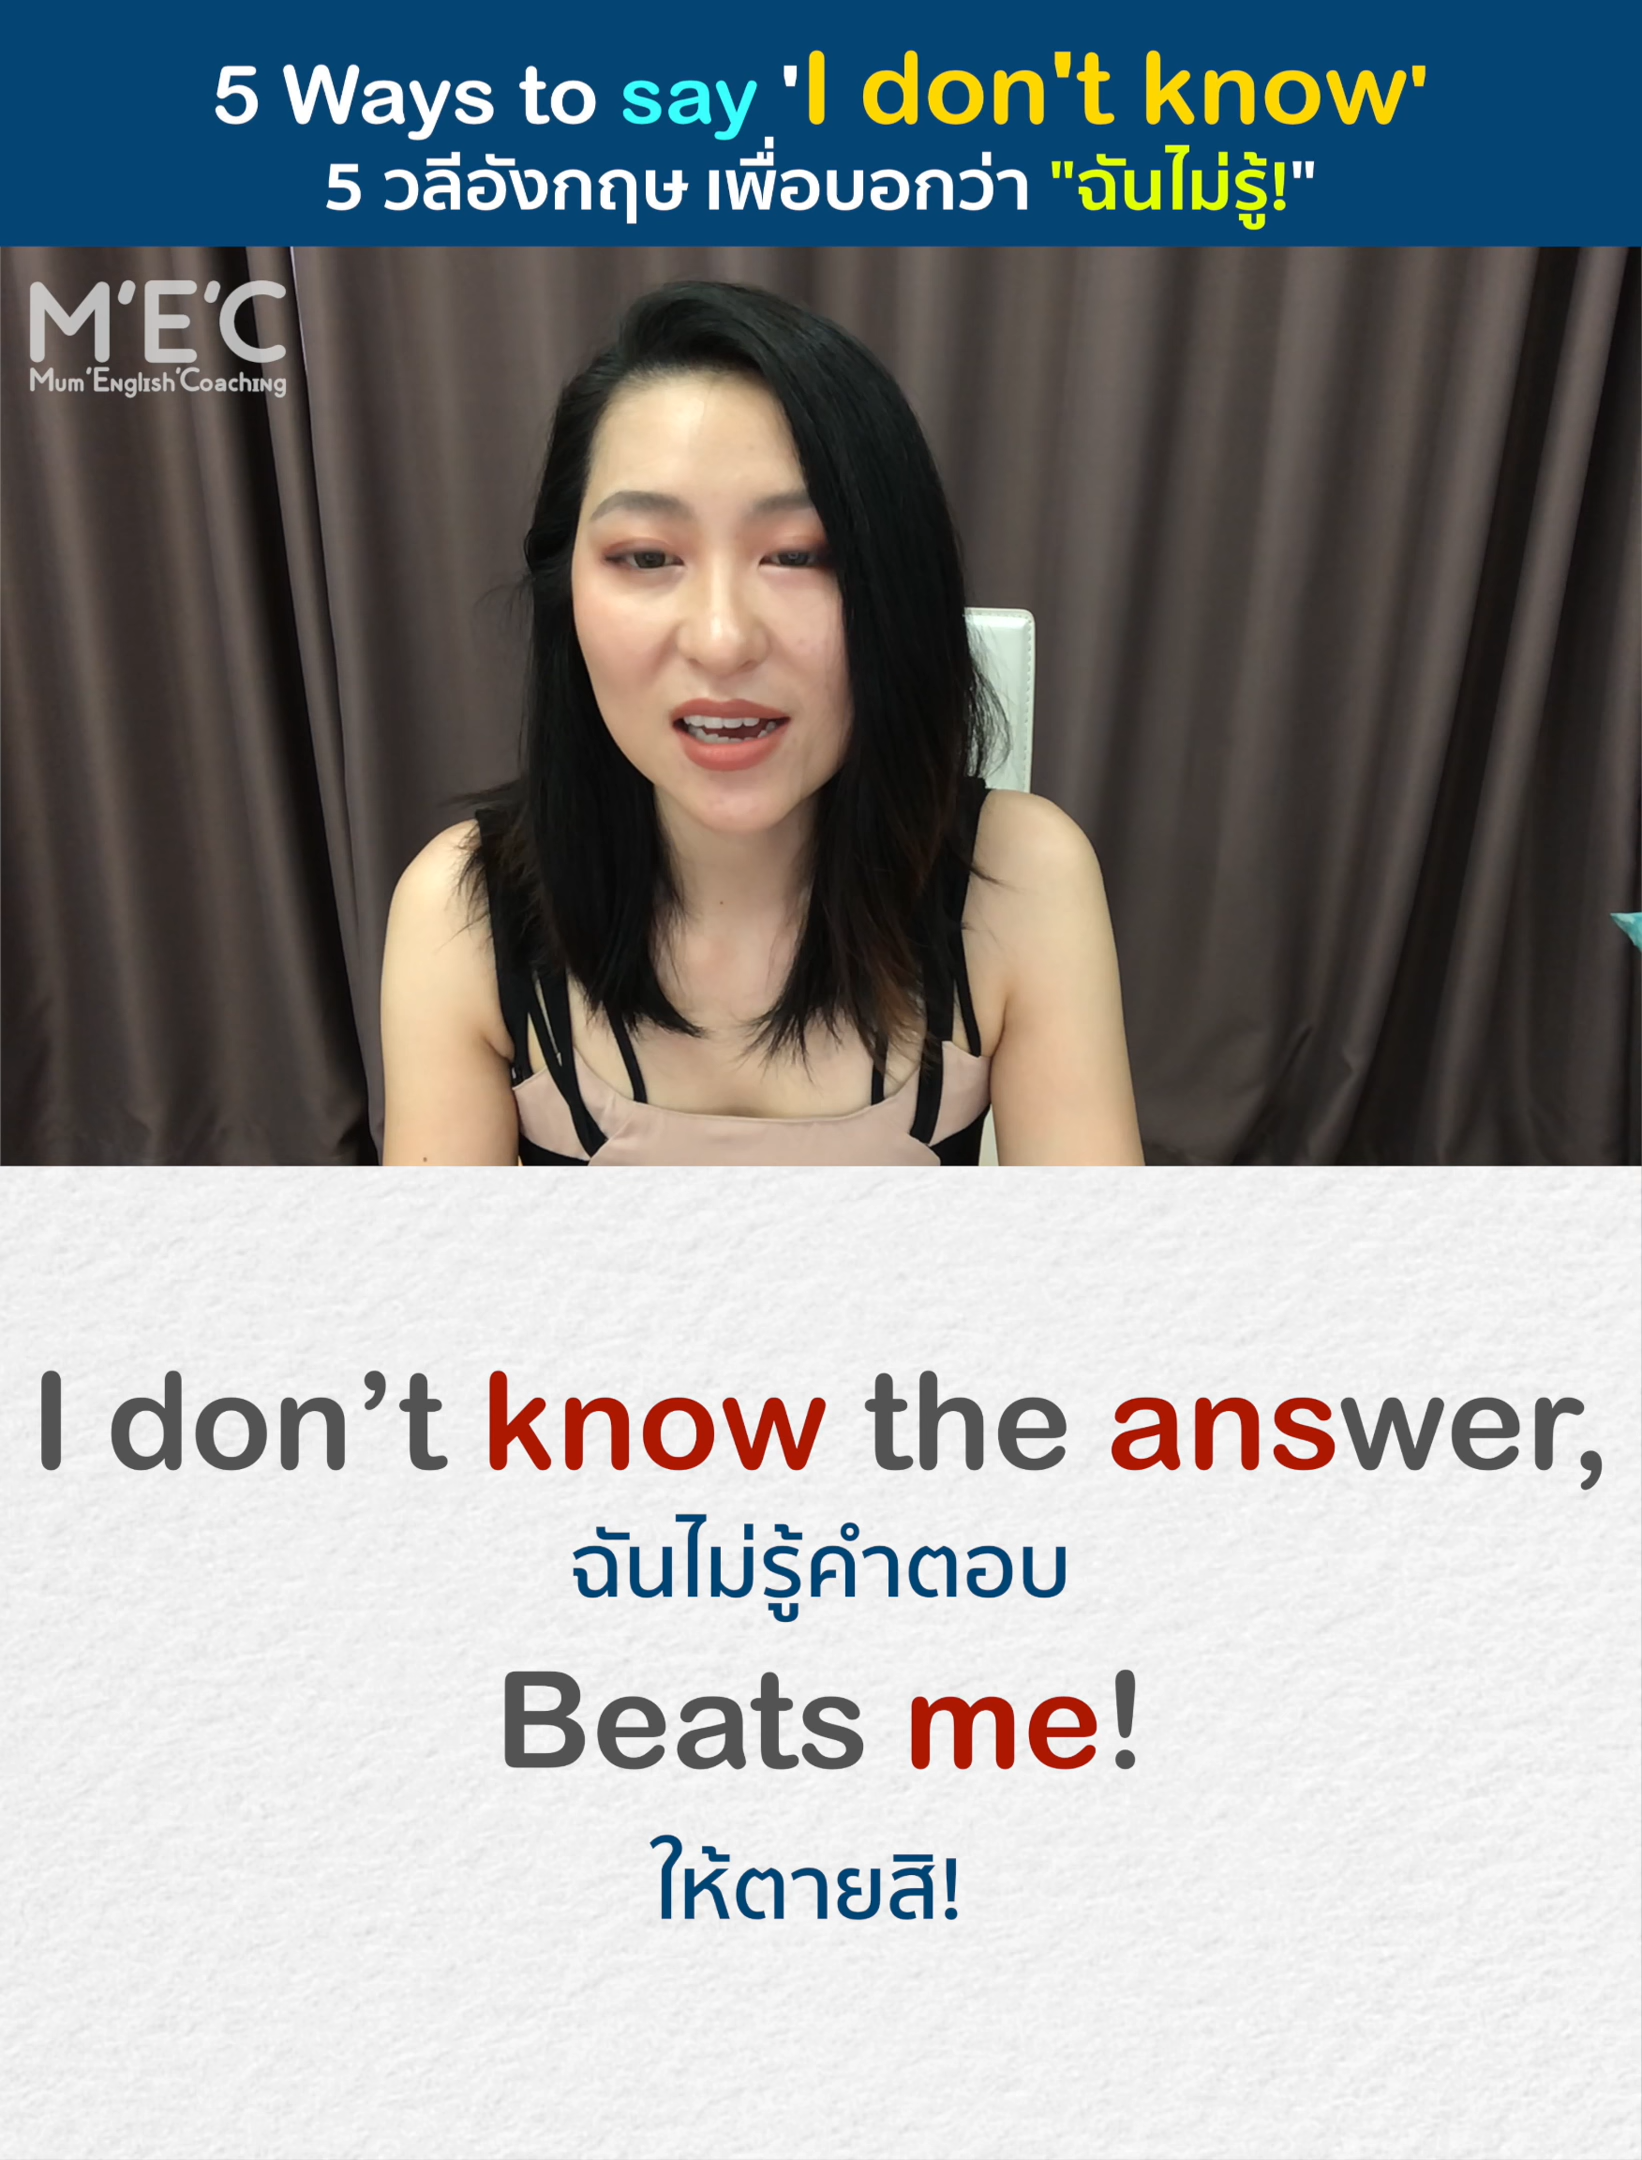 5 Ways to say 'I don't know'
5 วลีอังกฤษ เพื่อบอกว่า "ฉันไม่รู้!"
M'E'C
Mum'English'Coaching
I don’t know the answer,
ฉันไม่รู้คำตอบ
Beats me!
ให้ตายสิ!